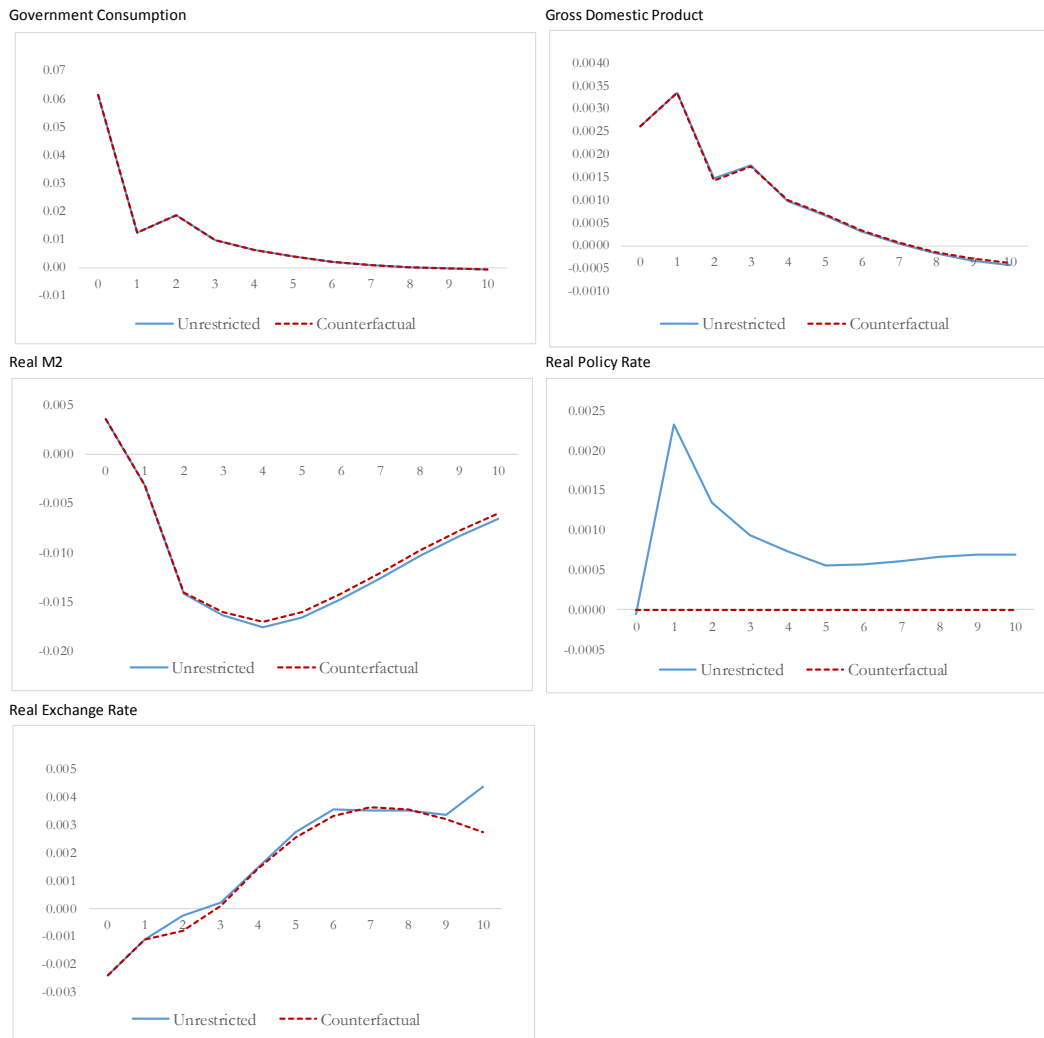 Government Consumption
0.07
0.06
0.05
0.04
0.03
0.02
0.01
0.00
-0.01
0 1 2 3 4 5 6 7 8 9 10
Unrestricted Counterfactual
Gross Domestic Product
0.0040
0.0035
0.0030
0.0025
0.0020
0.0015
0.0010
0.0005
0.0000
-0.0005
-0.0010
0 1 2 3 4 5 6 7 8 9 10
Unrestricted Counterfactual
Real M2
0.005
0.000
-0.005
-0.010
-0.015
-0.020
0 1 2 3 4 5 6 7 8 9 10
Unrestricted Counterfactual
Real Policy Rate
0.0025
0.0020
0.0015
0.0010
0.0005
0.0000
-0.0005
0 1 2 3 4 5 6 7 8 9 10
Unrestricted Counterfactual
Real Exchange Rate
0.005
0.004
0.003
0.002
0.001
0.000
-0.001
-0.002
-0.003
0 1 2 3 4 5 6 7 8 9 10
Unrestricted Counterfactual